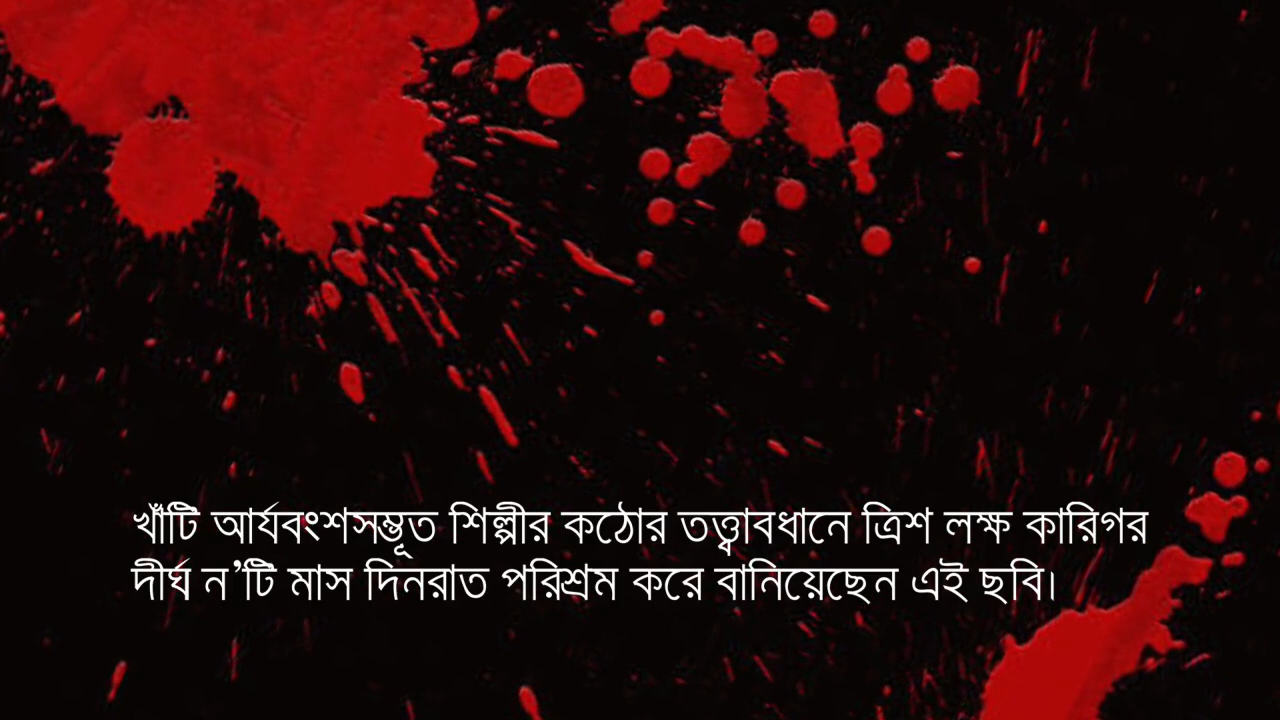 খাঁটি আর্যবংশসম্ভূত শিল্পীর কঠোর তত্ত্বাবধানে ত্রিশ লক্ষ কারিগর
দীর্ঘ ন’টি মাস দিনরাত পরিশ্রম করে বানিয়েছেন এই ছবি।